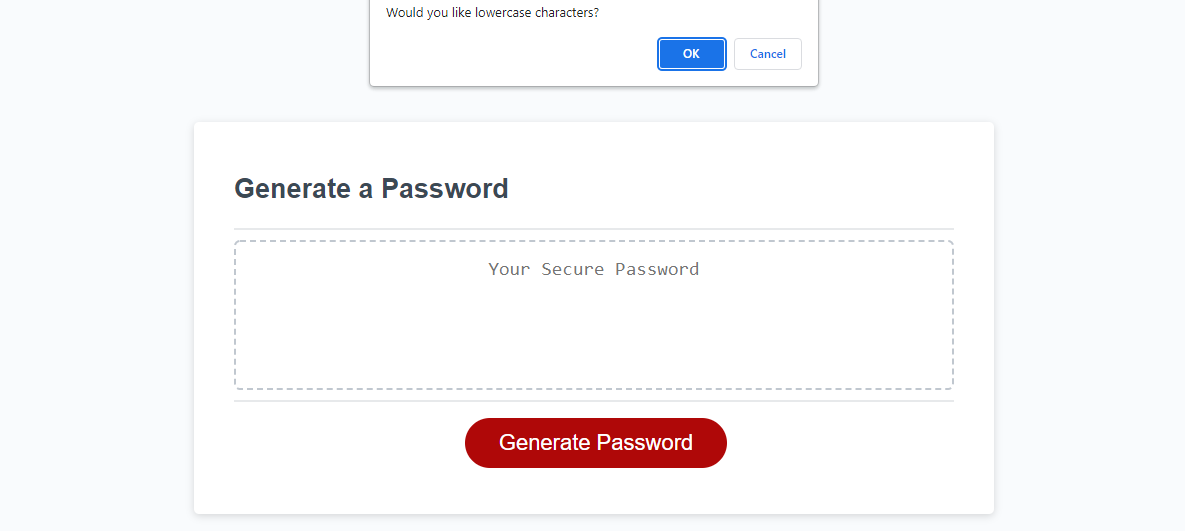 Would you like lowercase characters?
OK Cancel
Generate a Password
Your Secure Password
Generate Password